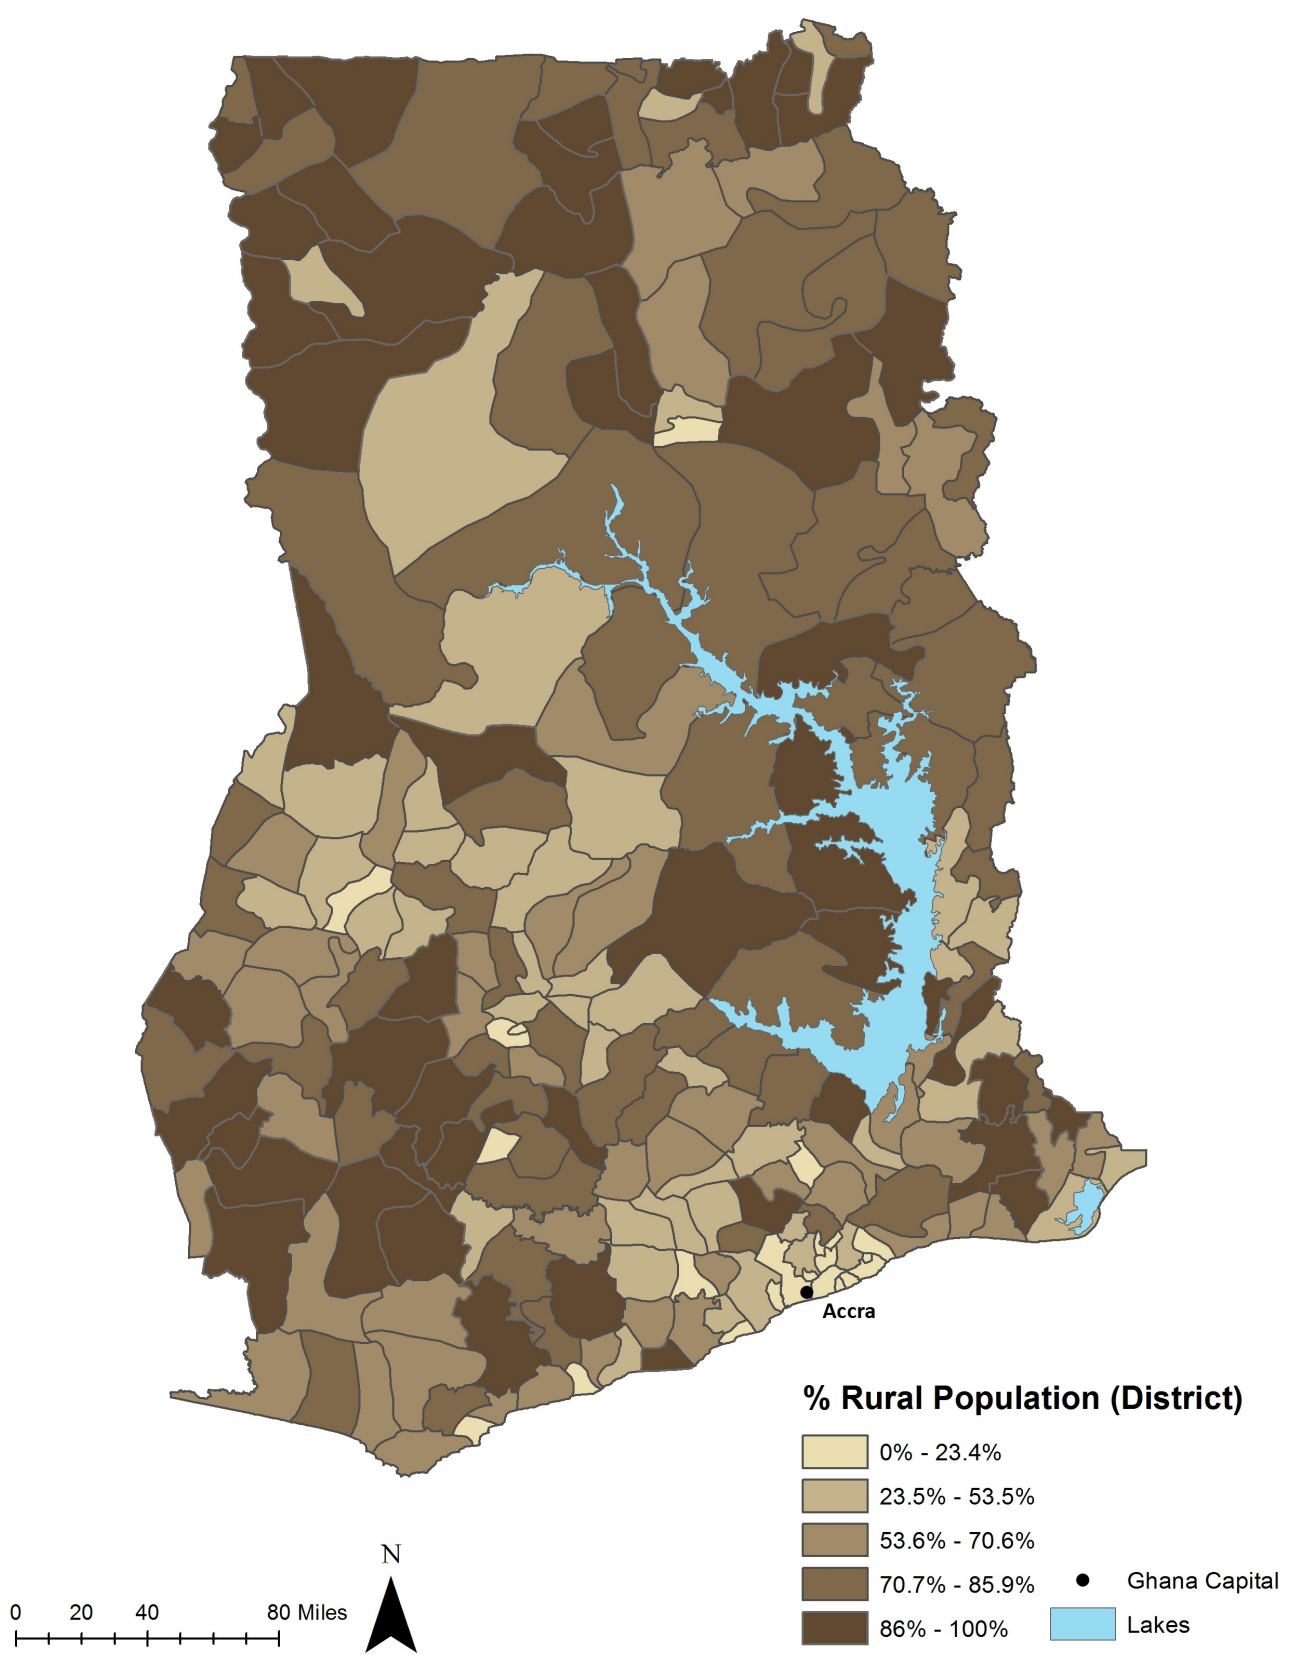 Accra
% Rural Population (District)
0% - 23.4%
23.5% - 53.5%
53.6% - 70.6%
70.7% - 85.9%
86% - 100%
Ghana Capital
Lakes
N
0 20 40 80 Miles